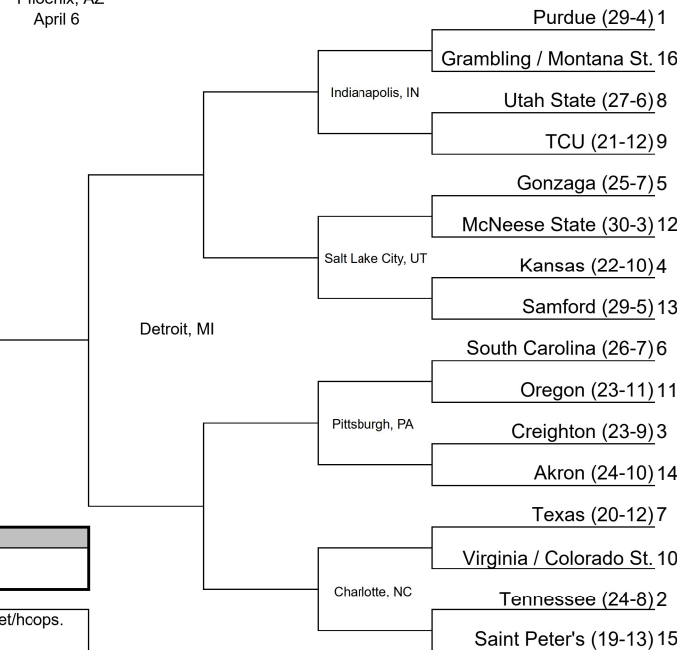 Phoenix, AZ
April 6
Purdue (29-4) 1
Grambling / Montana St. 16
Indianapolis, IN
Utah State (27-6) 8
TCU (21-12) 9
Gonzaga (25-7) 5
McNeese State (30-3) 12
Salt Lake City, UT
Kansas (22-10) 4
Samford (29-5) 13
Detroit, MI
South Carolina (26-7) 6
Oregon (23-11) 11
Pittsburgh, PA
Creighton (23-9) 3
Akron (24-10) 14
Texas (20-12) 7
Virginia / Colorado St. 10
Charlotte, NC
Tennessee (24-8) 2
et/hcops.
Saint Peter's (19-13) 15